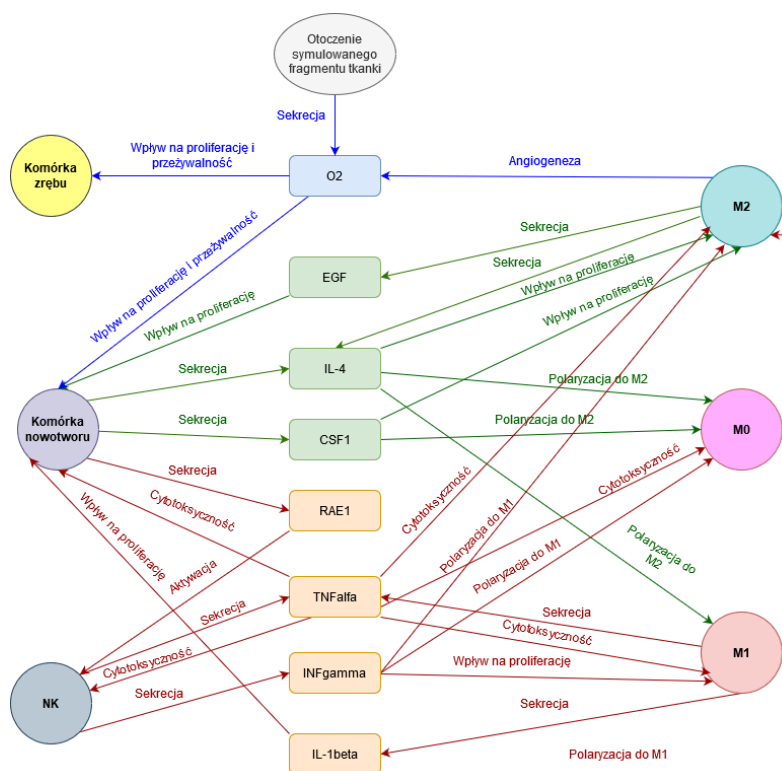 Otoczenie
symulowanego
fragmentu tkanki
Sekrecja
Wpływ na proliferację i
przeżywalność
Angiogeneza
Komórka
zrębu
O2
M2
Sekrecja
Sekrecja
Wpływ na proliferację i przeżywalność
EGF
Wpływ na proliferację
Wpływ na proliferację
Wpływ na proliferację
Sekrecja
IL-4
Polaryzacja do M2
Komórka
nowotworu
Sekrecja
CSF1
Polaryzacja do M2
M0
Sekrecja
Cytotoksyczność
Cytotoksyczność
Cytotoksyczność
RAE1
Wpływ na proliferację
Polaryzacja do M1
Polaryzacja do M1
Aktywacja
Polaryzacja do
M2
TNFalfa
Sekrecja
Sekrecja
Cytotoksyczność
Cytotoksyczność
M1
INFgamma
Wpływ na proliferację
NK
Sekrecja
Sekrecja
IL-1beta
Polaryzacja do M1